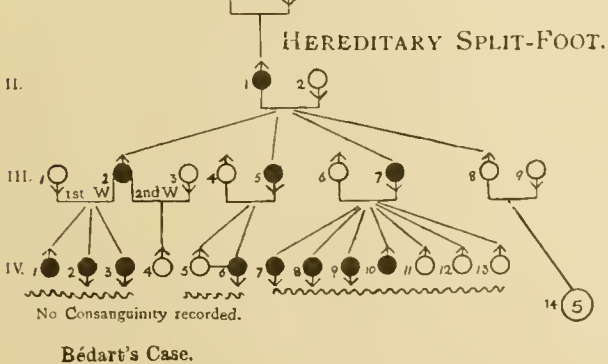 HEREDITARY SPLIT-FOOT.
II. 1 2
III. 1 2 3 4 5 6 7 8 9
1st W 2nd W
IV. 1 2 3 4 5 6 7 8 9 10 11 12 13
14 5
No Consanguinity recorded.
Bédart's Case.